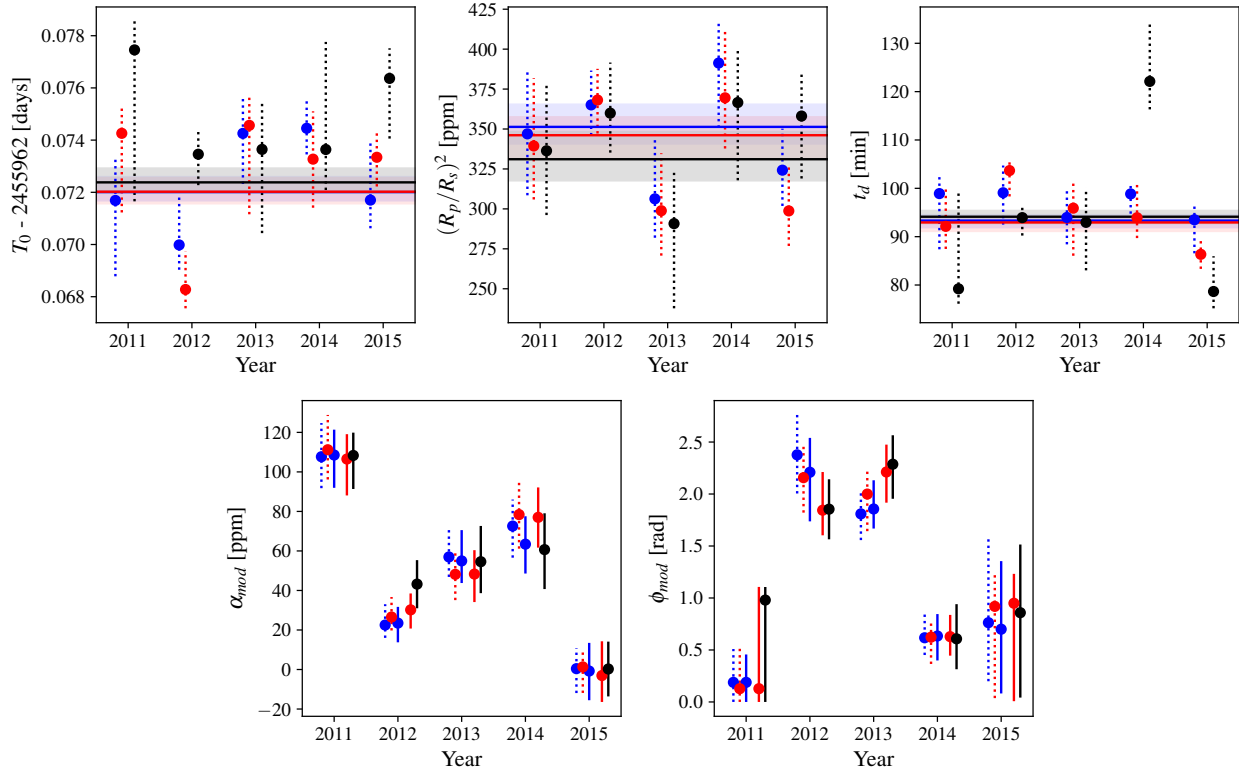 T₀ - 2455962 [days]
0.078
0.076
0.074
0.072
0.070
0.068
2011 2012 2013 2014 2015
Year
(Rₚ/Rₛ)² [ppm]
425
400
375
350
325
300
275
250
2011 2012 2013 2014 2015
Year
t_d [min]
130
120
110
100
90
80
2011 2012 2013 2014 2015
Year
α_mod [ppm]
120
100
80
60
40
20
0
−20
2011 2012 2013 2014 2015
Year
ϕ_mod [rad]
2.5
2.0
1.5
1.0
0.5
0.0
2011 2012 2013 2014 2015
Year